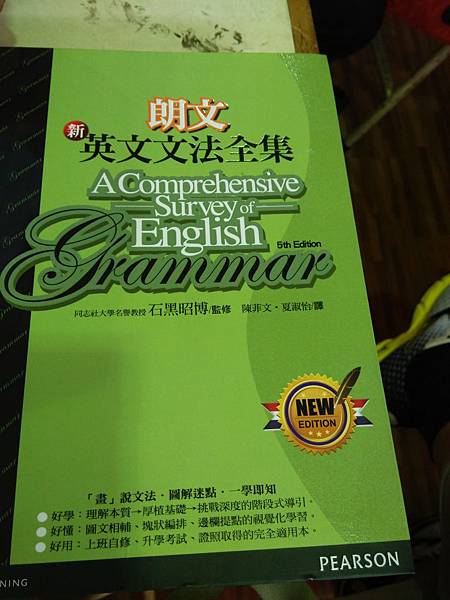 朗文
新
英文文法全集
A Comprehensive
Survey of
English
Grammar
5th Edition
同志社大學名譽教授 石黑昭博/監修 陳菲文・夏淑怡/譯
NEW
EDITION
「畫」說文法・圖解迷點・一學即知
● 好學：理解本質→厚植基礎→挑戰深度的階段式導引。
● 好懂：圖文相輔、塊狀編排、邊欄提點的視覺化學習。
● 好用：上班自修、升學考試、證照取得的完全適用本。
PEARSON
NING